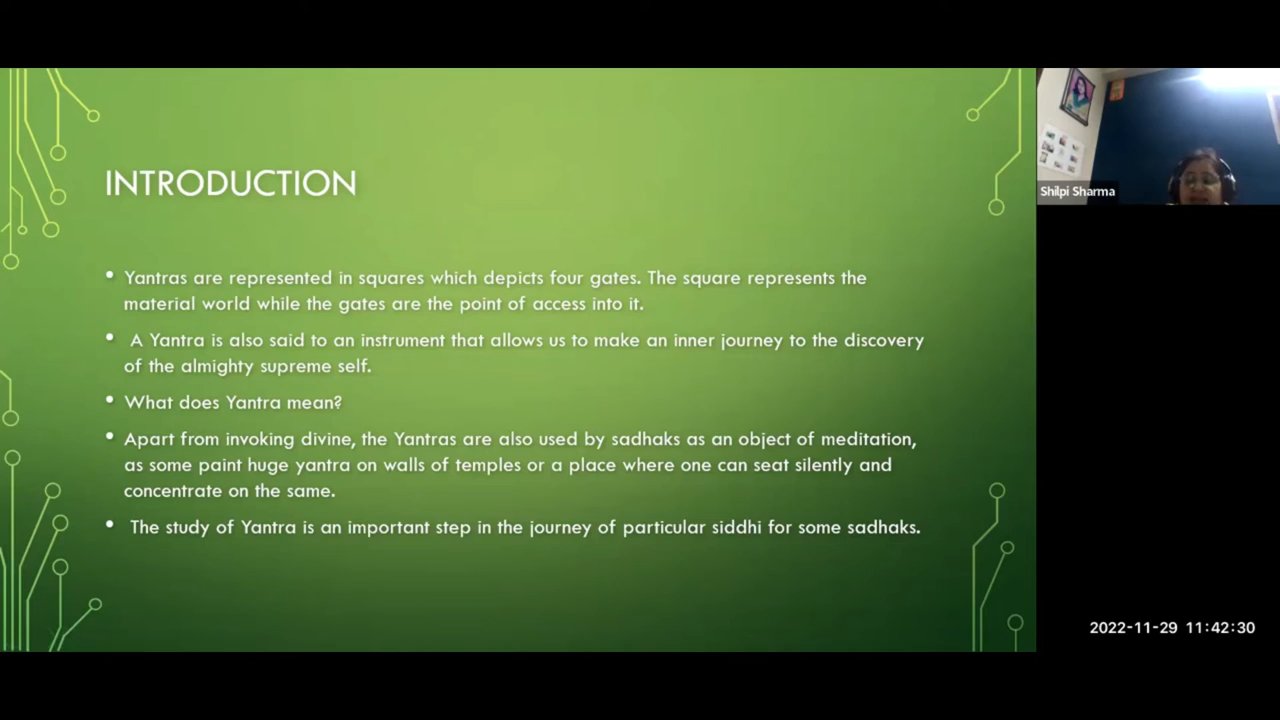 INTRODUCTION
• Yantras are represented in squares which depicts four gates. The square represents the
material world while the gates are the point of access into it.
• A Yantra is also said to an instrument that allows us to make an inner journey to the discovery
of the almighty supreme self.
• What does Yantra mean?
• Apart from invoking divine, the Yantras are also used by sadhaks as an object of meditation,
as some paint huge yantra on walls of temples or a place where one can seat silently and
concentrate on the same.
• The study of Yantra is an important step in the journey of particular siddhi for some sadhaks.
Shilpi Sharma
2022-11-29 11:42:30